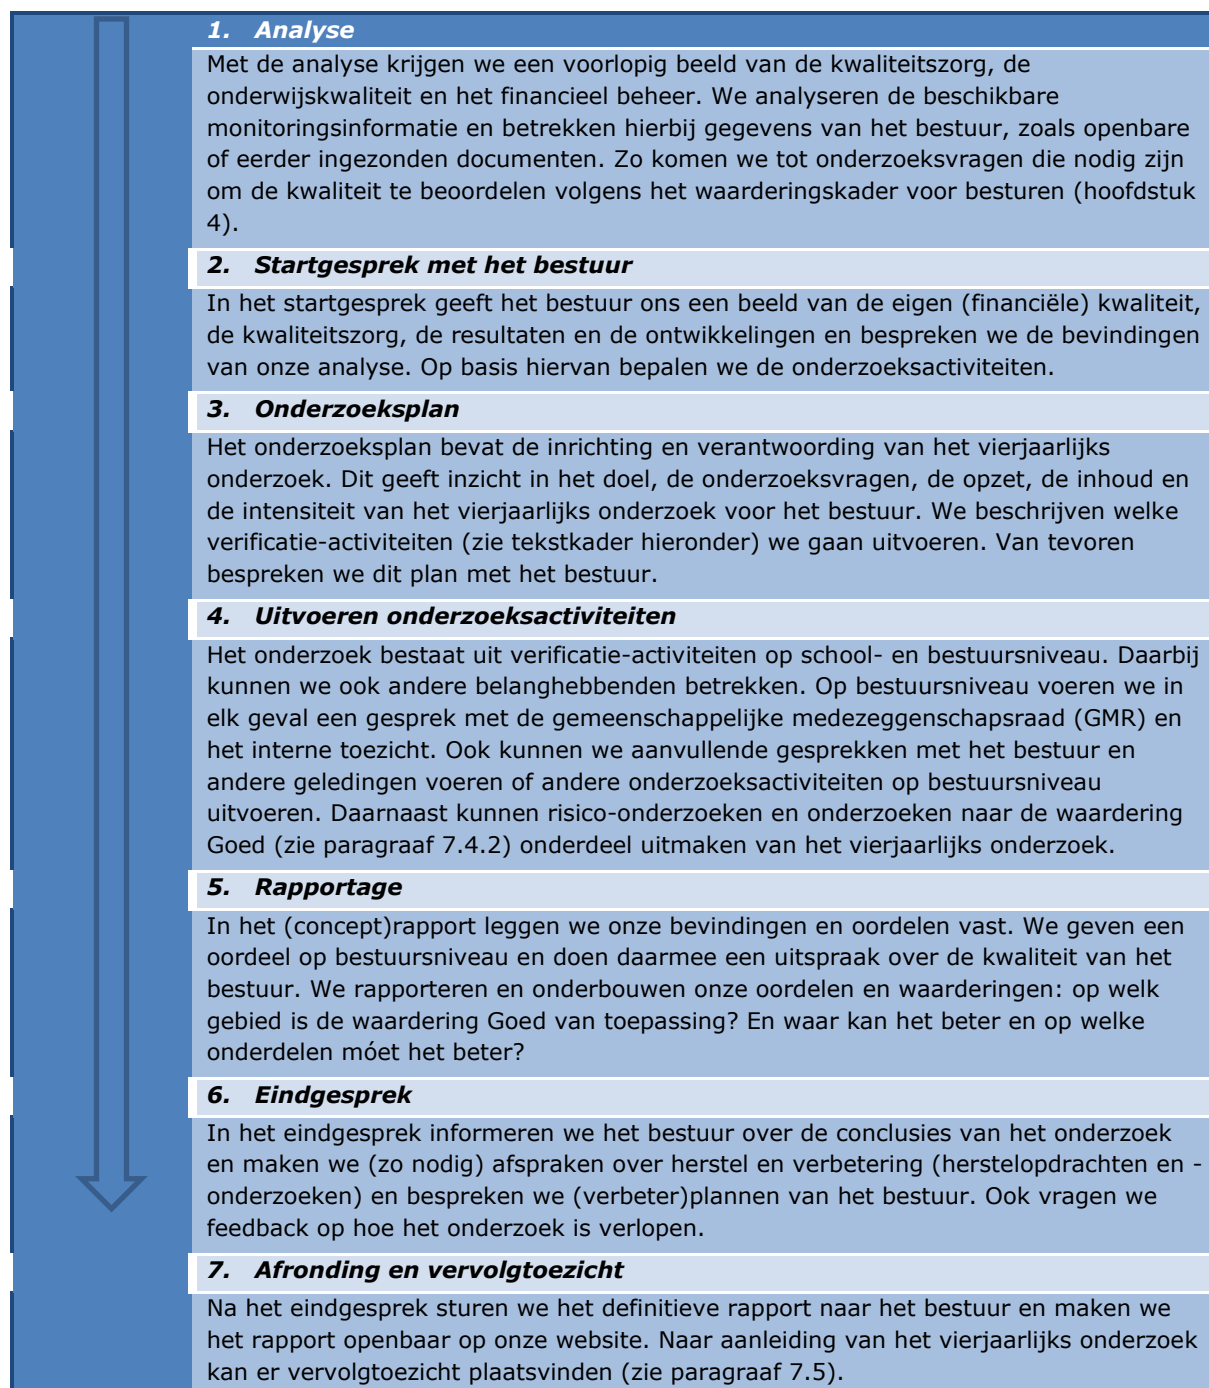 1. Analyse
Met de analyse krijgen we een voorlopig beeld van de kwaliteitszorg, de
onderwijskwaliteit en het financieel beheer. We analyseren de beschikbare
monitoringsinformatie en betrekken hierbij gegevens van het bestuur, zoals openbare
of eerder ingezonden documenten. Zo komen we tot onderzoeksvragen die nodig zijn
om de kwaliteit te beoordelen volgens het waarderingskader voor besturen (hoofdstuk
4).
2. Startgesprek met het bestuur
In het startgesprek geeft het bestuur ons een beeld van de eigen (financiële) kwaliteit,
de kwaliteitszorg, de resultaten en de ontwikkelingen en bespreken we de bevindingen
van onze analyse. Op basis hiervan bepalen we de onderzoeksactiviteiten.
3. Onderzoeksplan
Het onderzoeksplan bevat de inrichting en verantwoording van het vierjaarlijks
onderzoek. Dit geeft inzicht in het doel, de onderzoeksvragen, de opzet, de inhoud en
de intensiteit van het vierjaarlijks onderzoek voor het bestuur. We beschrijven welke
verificatie-activiteiten (zie tekstkader hieronder) we gaan uitvoeren. Van tevoren
bespreken we dit plan met het bestuur.
4. Uitvoeren onderzoeksactiviteiten
Het onderzoek bestaat uit verificatie-activiteiten op school- en bestuursniveau. Daarbij
kunnen we ook andere belanghebbenden betrekken. Op bestuursniveau voeren we in
elk geval een gesprek met de gemeenschappelijke medezeggenschapsraad (GMR) en
het interne toezicht. Ook kunnen we aanvullende gesprekken met het bestuur en
andere geledingen voeren of andere onderzoeksactiviteiten op bestuursniveau
uitvoeren. Daarnaast kunnen risico-onderzoeken en onderzoeken naar de waardering
Goed (zie paragraaf 7.4.2) onderdeel uitmaken van het vierjaarlijks onderzoek.
5. Rapportage
In het (concept)rapport leggen we onze bevindingen en oordelen vast. We geven een
oordeel op bestuursniveau en doen daarmee een uitspraak over de kwaliteit van het
bestuur. We rapporteren en onderbouwen onze oordelen en waarderingen: op welk
gebied is de waardering Goed van toepassing? En waar kan het beter en op welke
onderdelen móet het beter?
6. Eindgesprek
In het eindgesprek informeren we het bestuur over de conclusies van het onderzoek
en maken we (zo nodig) afspraken over herstel en verbetering (herstelopdrachten en -
onderzoeken) en bespreken we (verbeter)plannen van het bestuur. Ook vragen we
feedback op hoe het onderzoek is verlopen.
7. Afronding en vervolgtoezicht
Na het eindgesprek sturen we het definitieve rapport naar het bestuur en maken we
het rapport openbaar op onze website. Naar aanleiding van het vierjaarlijks onderzoek
kan er vervolgtoezicht plaatsvinden (zie paragraaf 7.5).